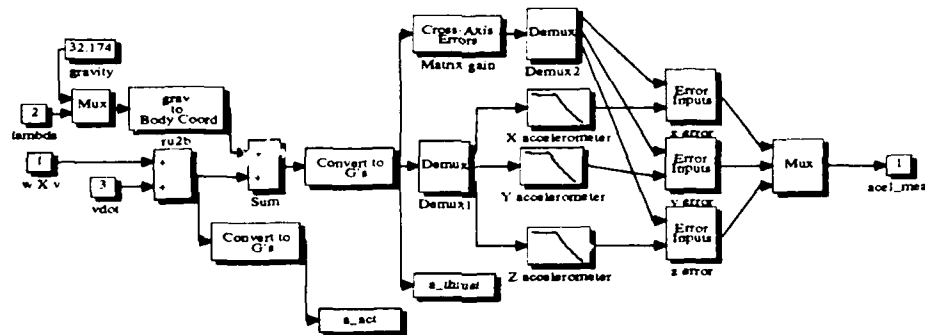 32.174
gravity
2
lambda
Mux
grav
to
Body Coord
ru2b
1
w X v
3
vdot
+
+
-
+
Sum
Convert to
G's
Convert to
G's
a_act
a_thrust
Cross-Axis
Errors
Matrix gain
Demux
Demux2
Demux
Demux1
X accelerometer
Y accelerometer
Z accelerometer
Error
Inputs
x error
Error
Inputs
y error
Error
Inputs
z error
Mux
1
acel_mea